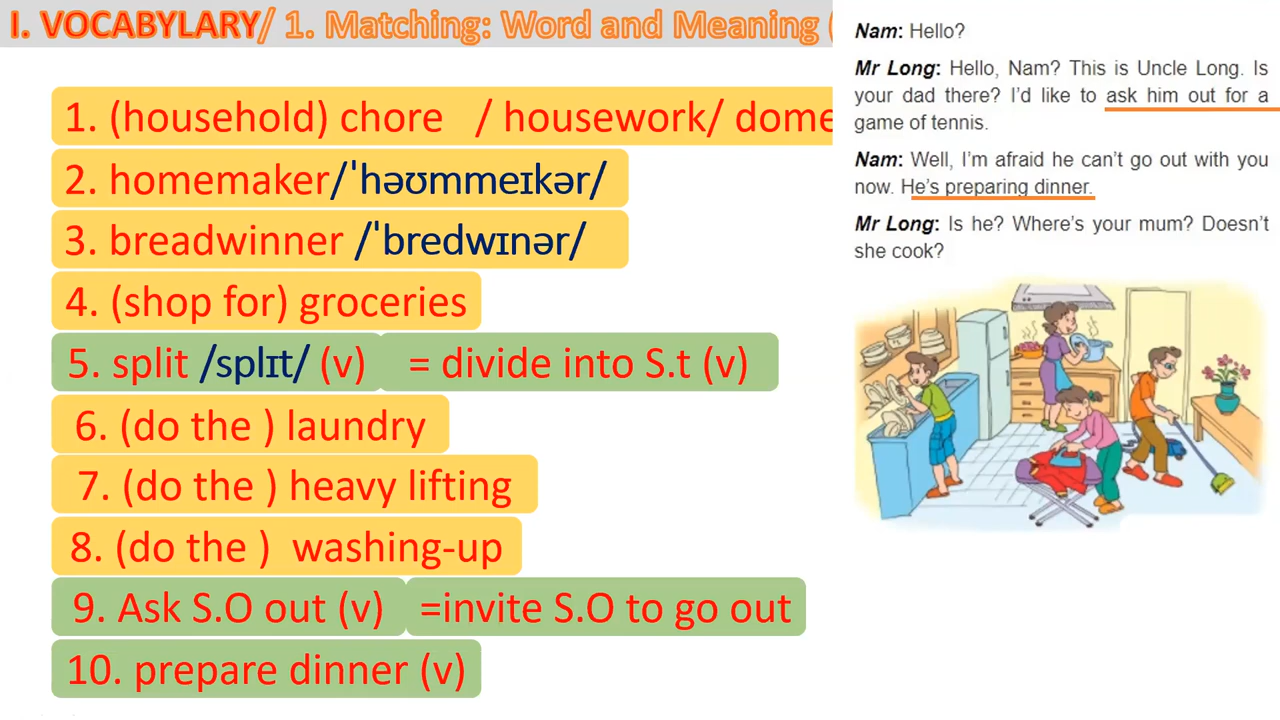 I. VOCABYLARY/ 1. Matching: Word and Meaning (
1. (household) chore / housework/ dome
2. homemaker/ˈhəʊmmeɪkər/
3. breadwinner /ˈbredwɪnər/
4. (shop for) groceries
5. split /splɪt/ (v) = divide into S.t (v)
6. (do the ) laundry
7. (do the ) heavy lifting
8. (do the ) washing-up
9. Ask S.O out (v) =invite S.O to go out
10. prepare dinner (v)
Nam: Hello?
Mr Long: Hello, Nam? This is Uncle Long. Is
your dad there? I'd like to ask him out for a
game of tennis.
Nam: Well, I'm afraid he can't go out with you
now. He's preparing dinner.
Mr Long: Is he? Where's your mum? Doesn't
she cook?